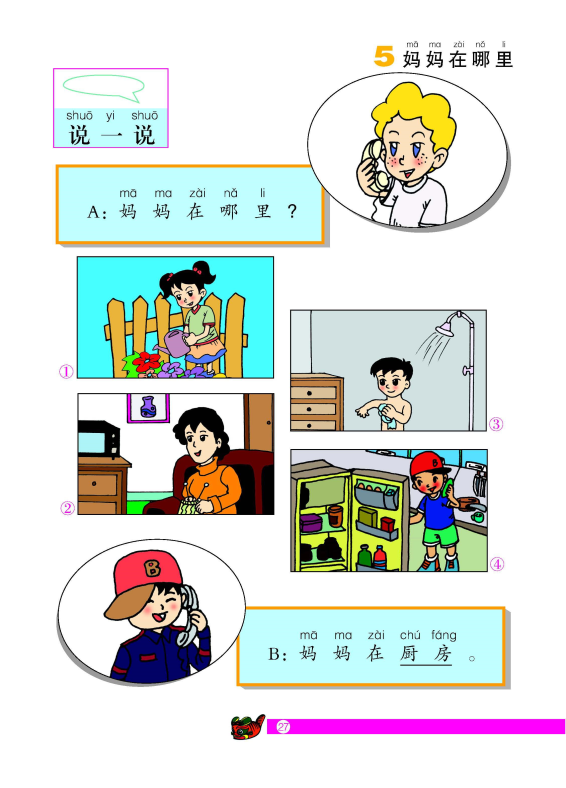 mā ma zài nǎ li
5 妈妈在哪里
shuō yi shuō
说一说
mā ma zài nǎ li
A: 妈妈在哪里?
①
②
③
④
B
mā ma zài chú fáng
B: 妈妈在厨房。
27